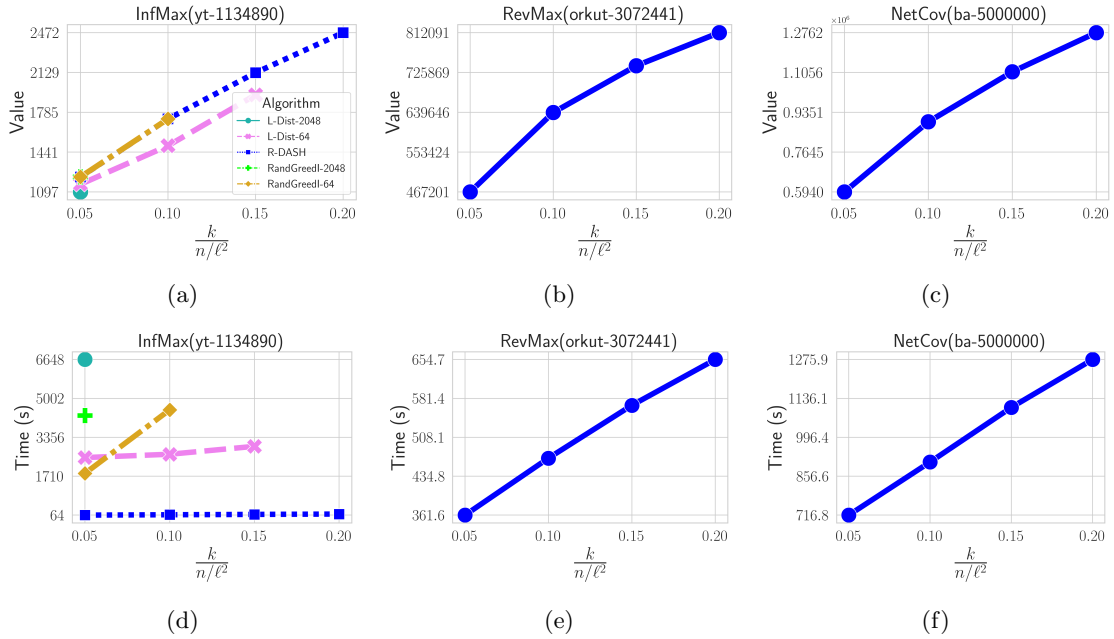 InfMax(yt-1134890)
Value
2472
2129
1785
1441
1097
0.05 0.10 0.15 0.20
k
n/ℓ²
Algorithm
L-Dist-2048
L-Dist-64
R-DASH
RandGreedI-2048
RandGreedI-64
(a)
RevMax(orkut-3072441)
Value
812091
725869
639646
553424
467201
0.05 0.10 0.15 0.20
k
n/ℓ²
(b)
NetCov(ba-5000000)
×10⁶
Value
1.2762
1.1056
0.9351
0.7645
0.5940
0.05 0.10 0.15 0.20
k
n/ℓ²
(c)
InfMax(yt-1134890)
Time (s)
6648
5002
3356
1710
64
0.05 0.10 0.15 0.20
k
n/ℓ²
(d)
RevMax(orkut-3072441)
Time (s)
654.7
581.4
508.1
434.8
361.6
0.05 0.10 0.15 0.20
k
n/ℓ²
(e)
NetCov(ba-5000000)
Time (s)
1275.9
1136.1
996.4
856.6
716.8
0.05 0.10 0.15 0.20
k
n/ℓ²
(f)